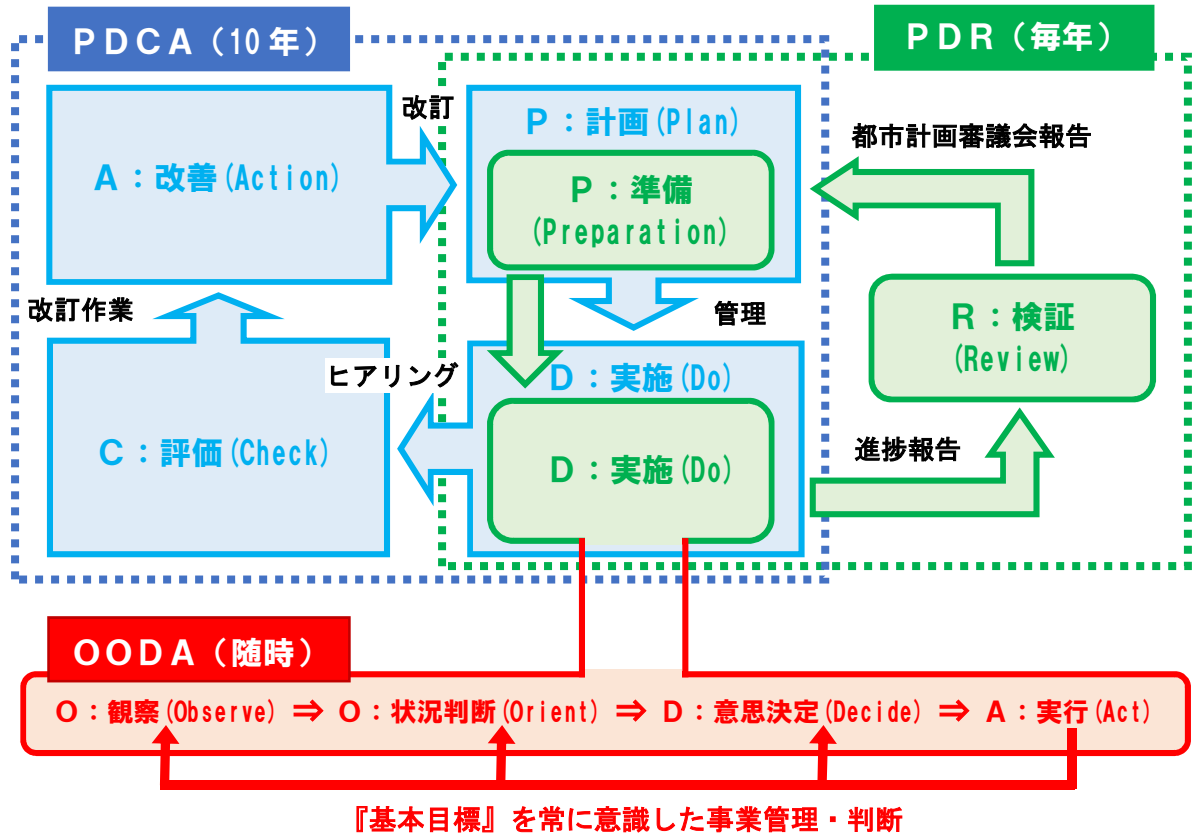 PDCA（10年）
PDR（毎年）
改訂
P：計画(Plan)
都市計画審議会報告
A：改善(Action)
P：準備
(Preparation)
改訂作業
管理
R：検証
(Review)
ヒアリング
D：実施(Do)
C：評価(Check)
D：実施(Do)
進捗報告
OODA（随時）
O：観察(Observe) ⇒ O：状況判断(Orient) ⇒ D：意思決定(Decide) ⇒ A：実行(Act)
『基本目標』を常に意識した事業管理・判断